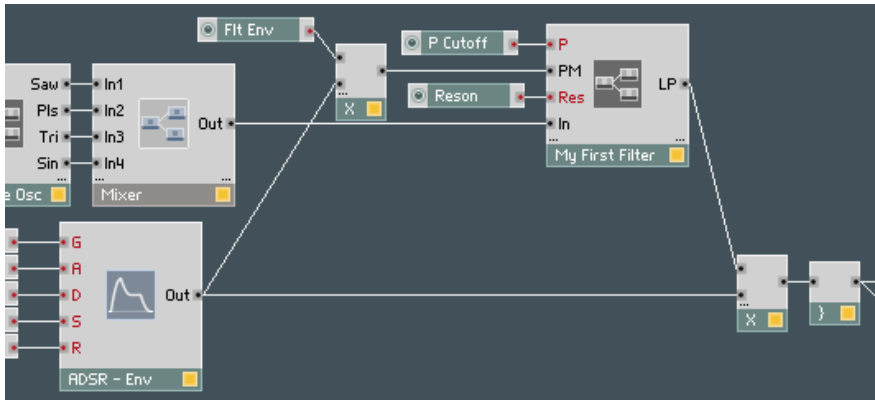 Flt Env
P Cutoff
P
PM
Res
In
LP
My First Filter
Reson
X
Saw
Pls
Tri
Sin
e Osc
In1
In2
In3
In4
Out
...
Mixer
G
A
D
S
R
Out
ADSR - Env
X
}